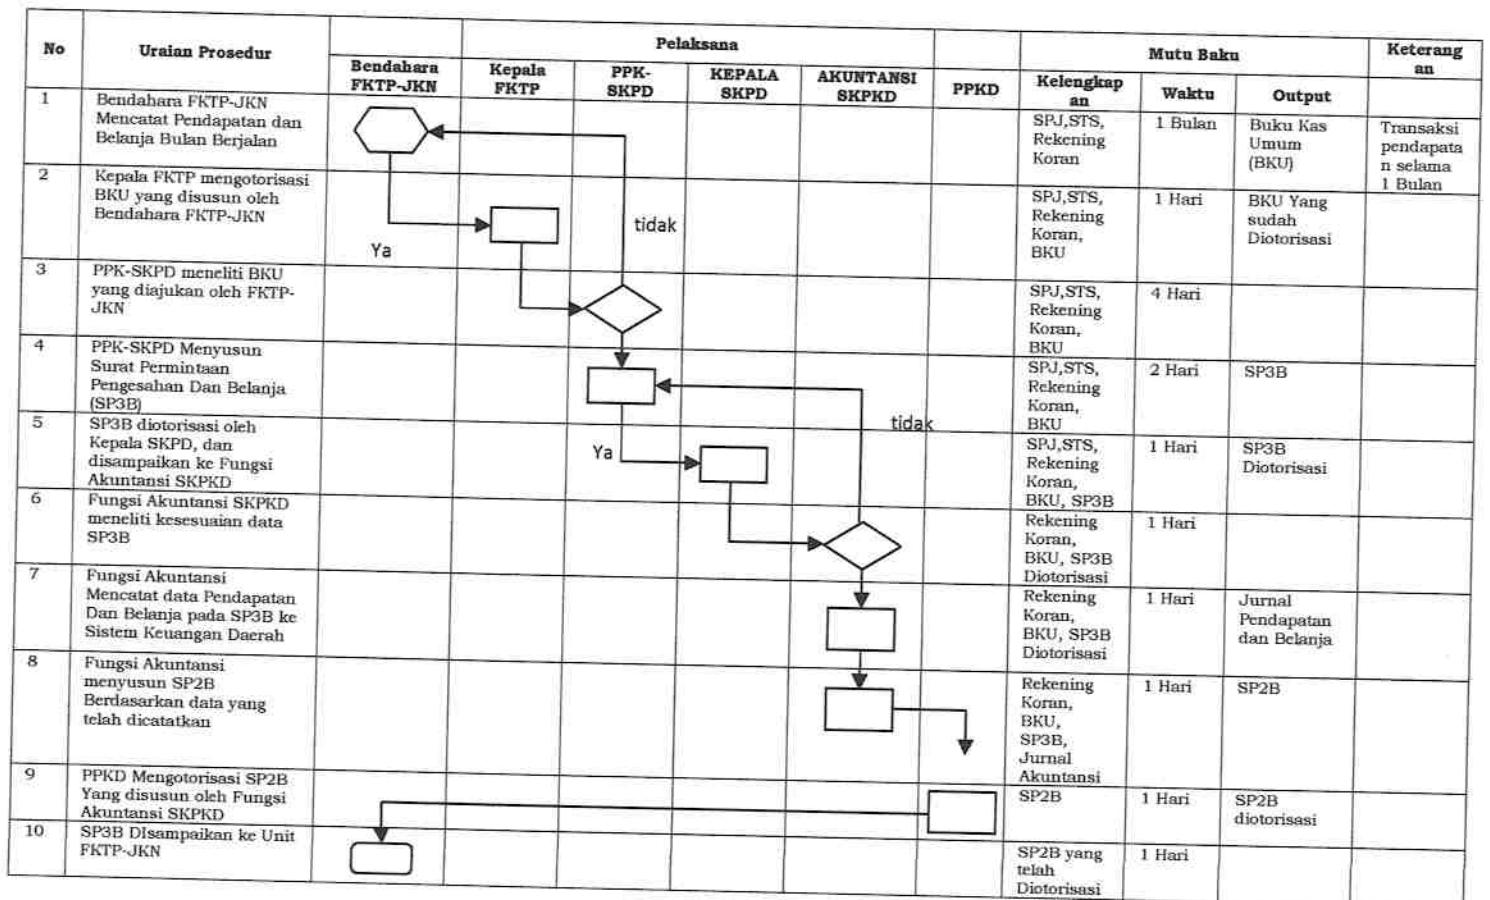 No
Uraian Prosedur
Pelaksana
Mutu Baku
Keterang
an
Bendahara
FKTP-JKN
Kepala
FKTP
PPK-
SKPD
KEPALA
SKPD
AKUNTANSI
SKPKD
PPKD
Kelengkap
an
Waktu
Output
1
Bendahara FKTP-JKN
Mencatat Pendapatan dan
Belanja Bulan Berjalan
SPJ,STS,
Rekening
Koran
1 Bulan
Buku Kas
Umum
(BKU)
Transaksi
pendapata
n selama
1 Bulan
2
Kepala FKTP mengotorisasi
BKU yang disusun oleh
Bendahara FKTP-JKN
Ya
tidak
SPJ,STS,
Rekening
Koran,
BKU
1 Hari
BKU Yang
sudah
Diotorisasi
3
PPK-SKPD meneliti BKU
yang diajukan oleh FKTP-
JKN
SPJ,STS,
Rekening
Koran,
BKU
4 Hari
4
PPK-SKPD Menyusun
Surat Permintaan
Pengesahan Dan Belanja
(SP3B)
SPJ,STS,
Rekening
Koran,
BKU
2 Hari
SP3B
5
SP3B diotorisasi oleh
Kepala SKPD, dan
disampaikan ke Fungsi
Akuntansi SKPKD
Ya
tidak
SPJ,STS,
Rekening
Koran,
BKU, SP3B
1 Hari
SP3B
Diotorisasi
6
Fungsi Akuntansi SKPKD
meneliti kesesuaian data
SP3B
Rekening
Koran,
BKU, SP3B
Diotorisasi
1 Hari
7
Fungsi Akuntansi
Mencatat data Pendapatan
Dan Belanja pada SP3B ke
Sistem Keuangan Daerah
Rekening
Koran,
BKU, SP3B
Diotorisasi
1 Hari
Jurnal
Pendapatan
dan Belanja
8
Fungsi Akuntansi
menyusun SP2B
Berdasarkan data yang
telah dicatatkan
Rekening
Koran,
BKU,
SP3B,
Jurnal
Akuntansi
1 Hari
SP2B
9
PPKD Mengotorisasi SP2B
Yang disusun oleh Fungsi
Akuntansi SKPKD
SP2B
1 Hari
SP2B
diotorisasi
10
SP3B DIsampaikan ke Unit
FKTP-JKN
SP2B yang
telah
Diotorisasi
1 Hari